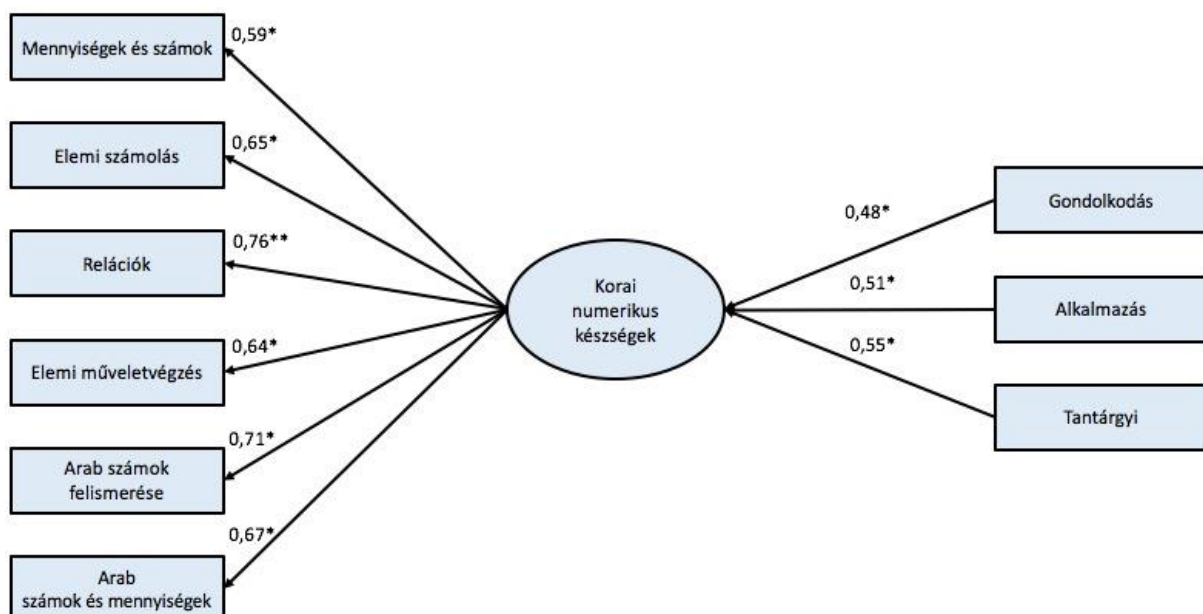 Mennyiségek és számok
0,59*
Elemi számolás
0,65*
Relációk
0,76**
Elemi műveletvégzés
0,64*
Arab számok
felismerése
0,71*
Arab
számok és mennyiségek
0,67*
Korai
numerikus
készségek
0,48*
Gondolkodás
0,51*
Alkalmazás
0,55*
Tantárgyi